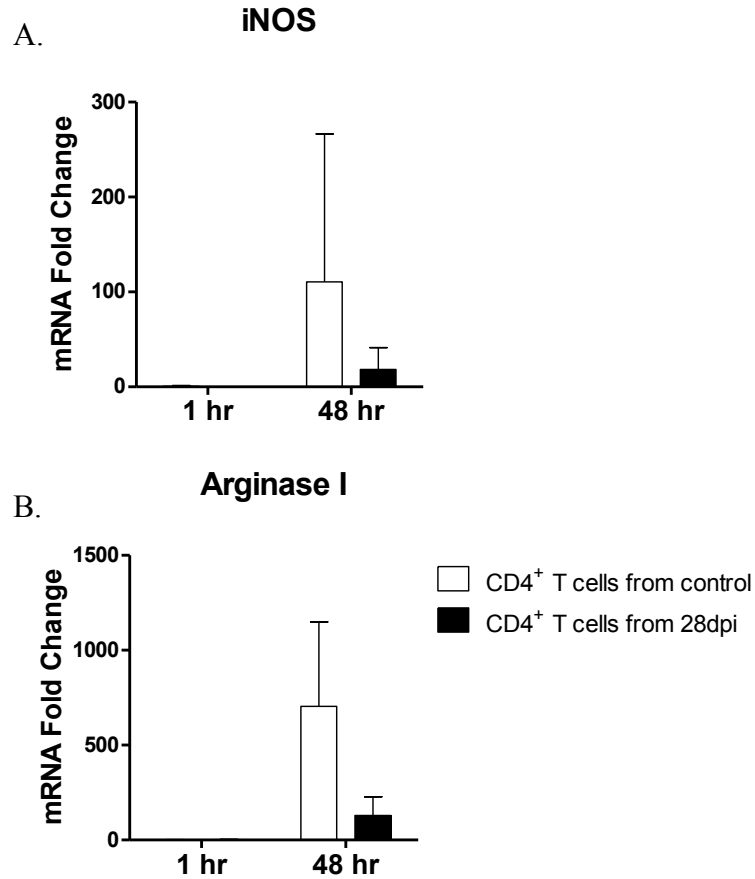 A.
iNOS
mRNA Fold Change
300
200
100
0
1 hr
48 hr
B.
Arginase I
mRNA Fold Change
1500
1000
500
0
1 hr
48 hr
CD4⁺ T cells from control
CD4⁺ T cells from 28dpi